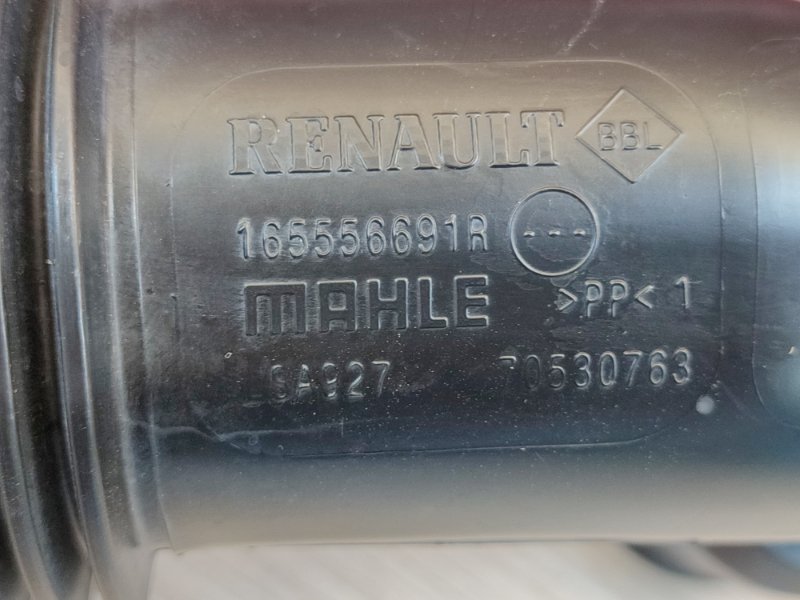 RENAULT BBL
165556691R ---
MAHLE >PP< 1
70530763